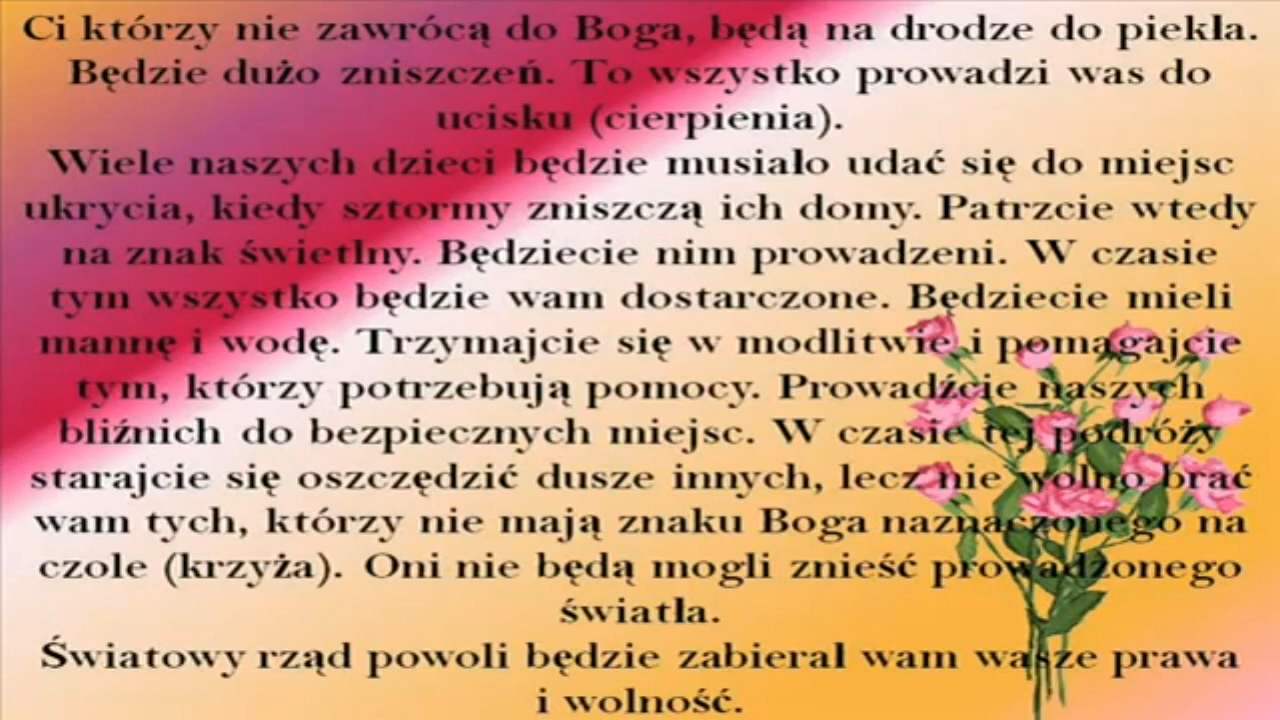 Ci którzy nie zawrócą do Boga, będą na drodze do piekła.
Będzie dużo zniszczeń. To wszystko prowadzi was do
ucisku (cierpienia).
Wiele naszych dzieci będzie musiało udać się do miejsc
ukrycia, kiedy sztormy zniszczą ich domy. Patrzcie wtedy
na znak świetlny. Będziecie nim prowadzeni. W czasie
tym wszystko będzie wam dostarczone. Będziecie mieli
mannę i wodę. Trzymajcie się w modlitwie i pomagajcie
tym, którzy potrzebują pomocy. Prowadźcie naszych
bliźnich do bezpiecznych miejsc. W czasie tej podróży
starajcie się oszczędzić dusze innych, lecz nie wolno brać
wam tych, którzy nie mają znaku Boga naznaczonego na
czole (krzyża). Oni nie będą mogli znieść prowadzonego
światła.
Światowy rząd powoli będzie zabierał wam wasze prawa
i wolność.